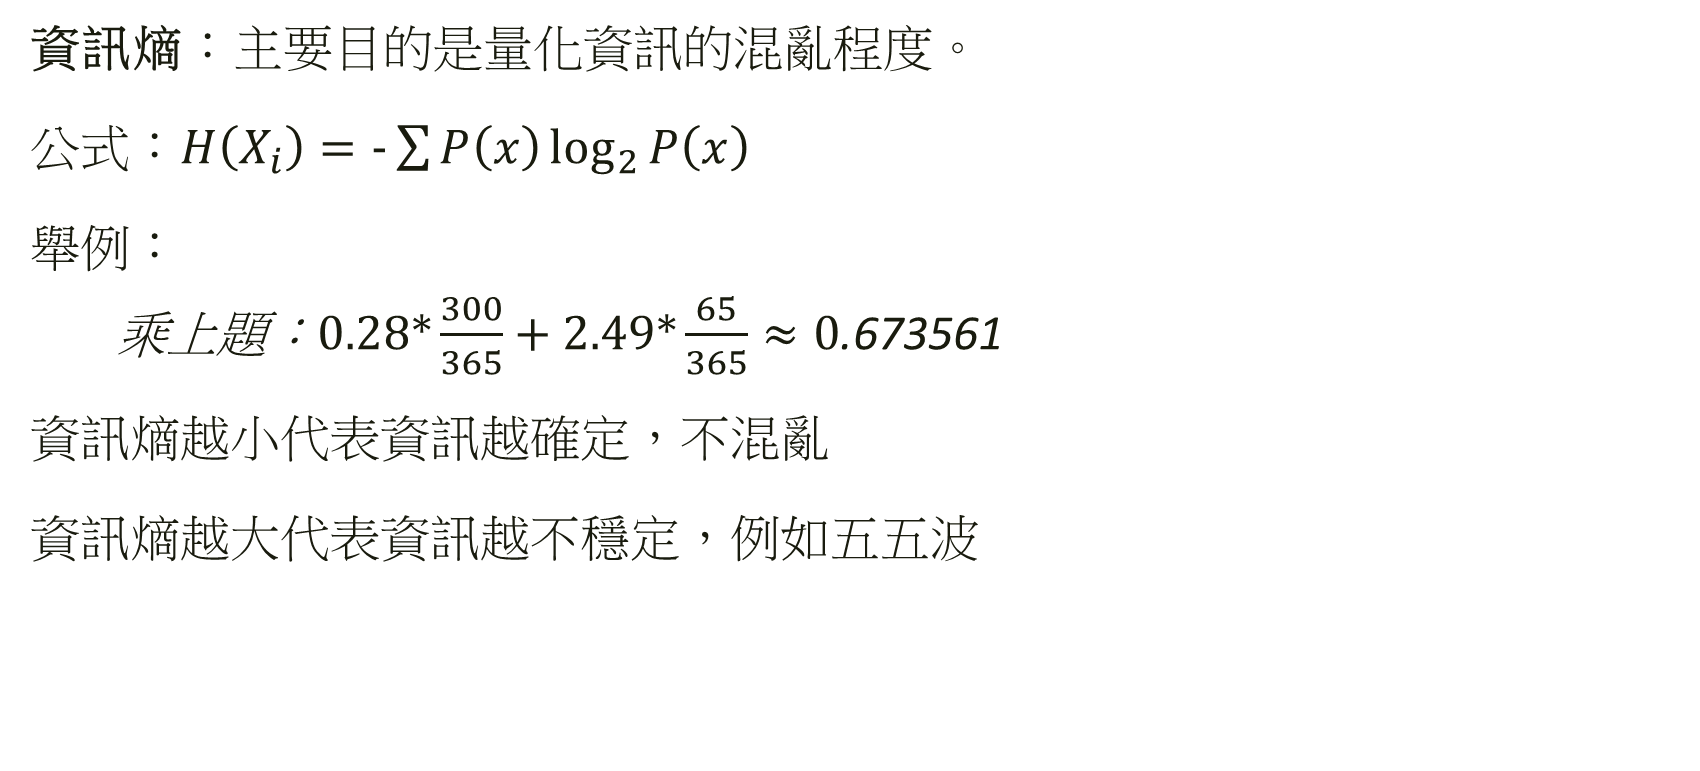 資訊熵：主要目的是量化資訊的混亂程度。
公式：H(Xᵢ) = -∑ P(x) log₂ P(x)
舉例：
乘上題：0.28*300/365 + 2.49*65/365 ≈ 0.673561
資訊熵越小代表資訊越確定，不混亂
資訊熵越大代表資訊越不穩定，例如五五波